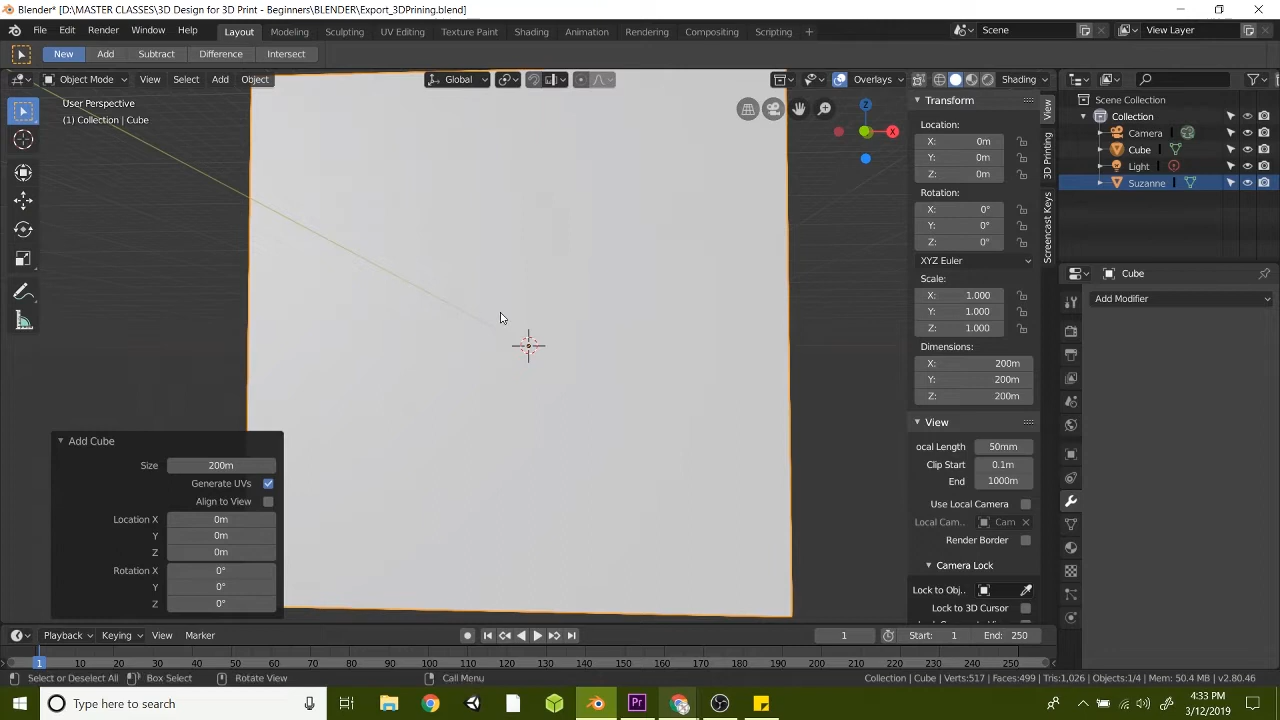 Blender* [D:\MASTER CLASSES\3D Design for 3D Print - Beginners\BLENDER\Export_3DPrining.blend]
File Edit Render Window Help Layout Modeling Sculpting UV Editing Texture Paint Shading Animation Rendering Compositing Scripting + Scene View Layer
New Add Subtract Difference Intersect
Object Mode View Select Add Object Global Overlays Shading
User Perspective
(1) Collection | Cube
Z
X
Transform
Location:
X: 0m
Y: 0m
Z: 0m
Rotation:
X: 0°
Y: 0°
Z: 0°
XYZ Euler
Scale:
X: 1.000
Y: 1.000
Z: 1.000
Dimensions:
X: 200m
Y: 200m
Z: 200m
View
ocal Length 50mm
Clip Start 0.1m
End 1000m
Use Local Camera
Local Cam.. Cam
Render Border
Camera Lock
Lock to Obj..
Lock to 3D Cursor
View
3D Printing
Screencast Keys
Scene Collection
Collection
Camera
Cube
Light
Suzanne
Cube
Add Modifier
Add Cube
Size 200m
Generate UVs
Align to View
Location X 0m
Y 0m
Z 0m
Rotation X 0°
Y 0°
Z 0°
Playback Keying View Marker 1 Start: 1 End: 250
1 10 20 30 40 50 60 70 80 90 100 110 120 130 140 150 160 170 180 190 200 210 220 230 240 250
Select or Deselect All Box Select Rotate View Call Menu Collection | Cube | Verts:517 | Faces:499 | Tris:1,026 | Objects:1/4 | Mem: 50.4 MB | v2.80.46
Type here to search Pr 4:33 PM
3/12/2019